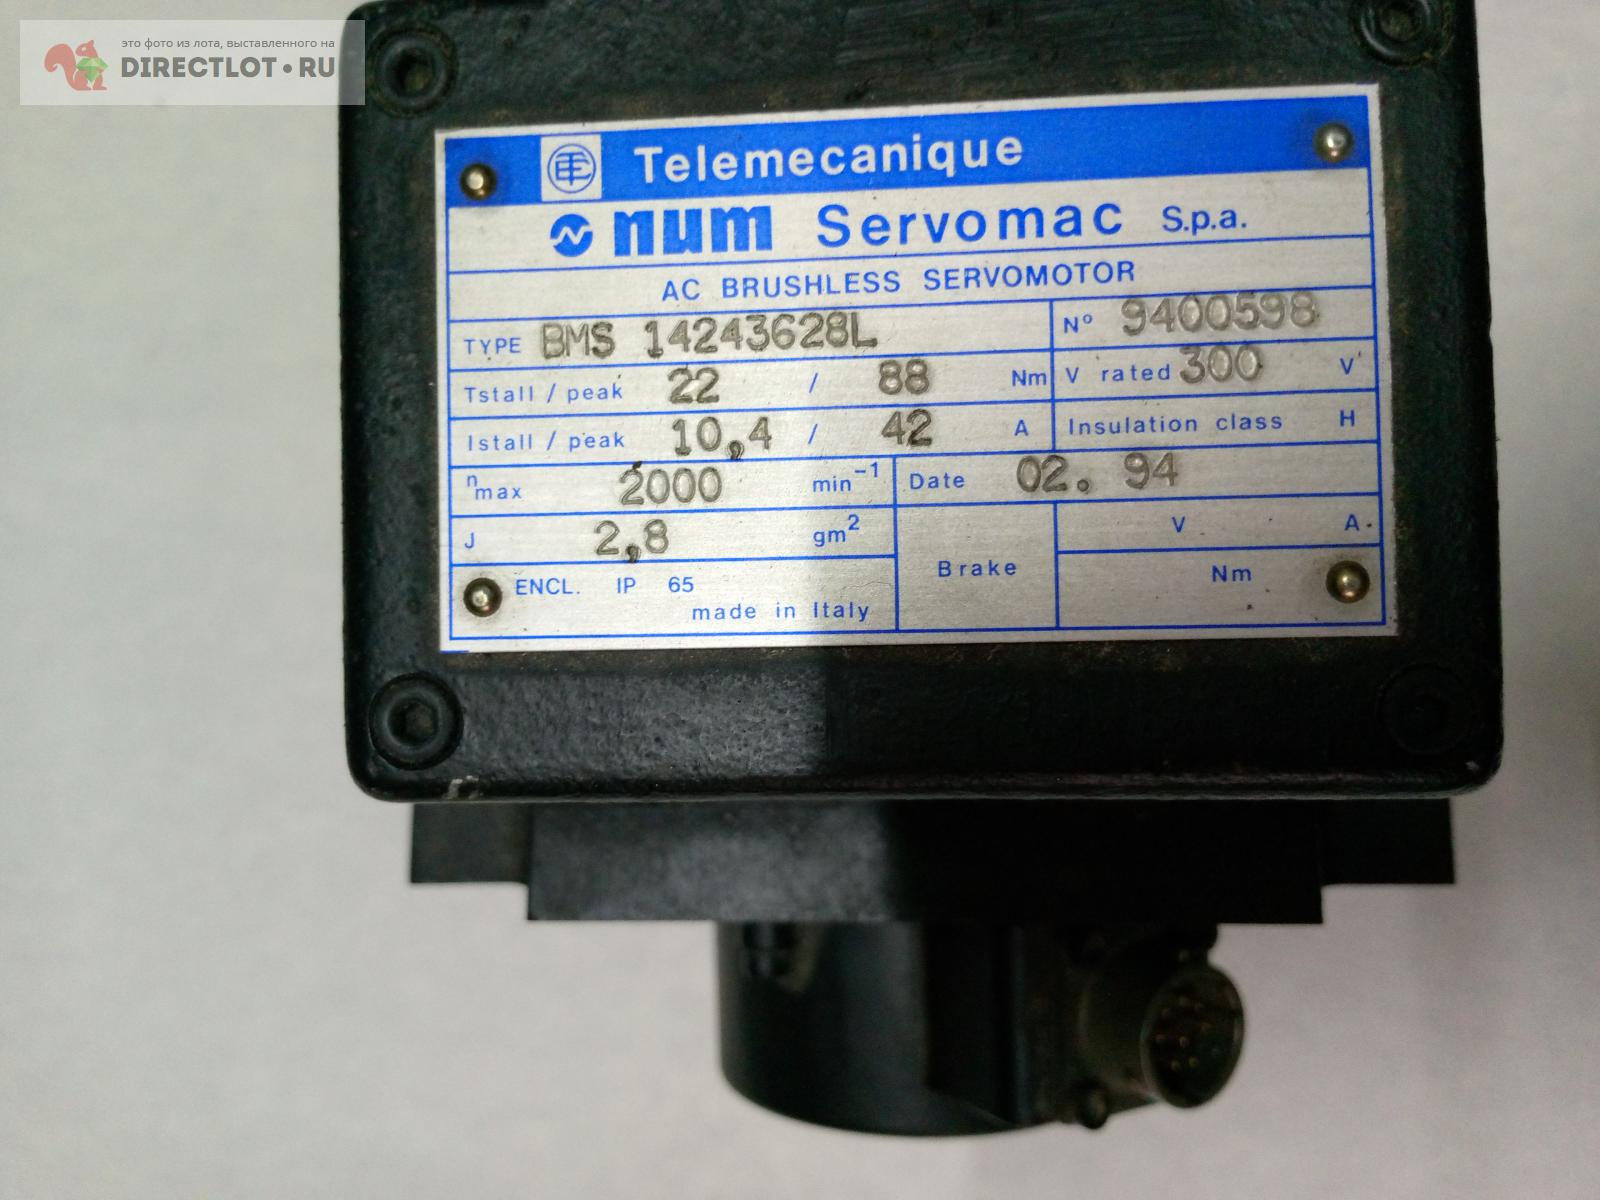 это фото из лота, выставленного на
DIRECTLOT•RU
Telemecanique
num Servomac S.p.a.
AC BRUSHLESS SERVOMOTOR
TYPE BMS 14243628L
N° 9400598
Tstall / peak 22 / 88 Nm
V rated 300 V
Istall / peak 10,4 / 42 A
Insulation class H
nmax 2000 min-1
Date 02. 94
J 2,8 gm2
Brake V A
Nm
ENCL. IP 65
made in Italy